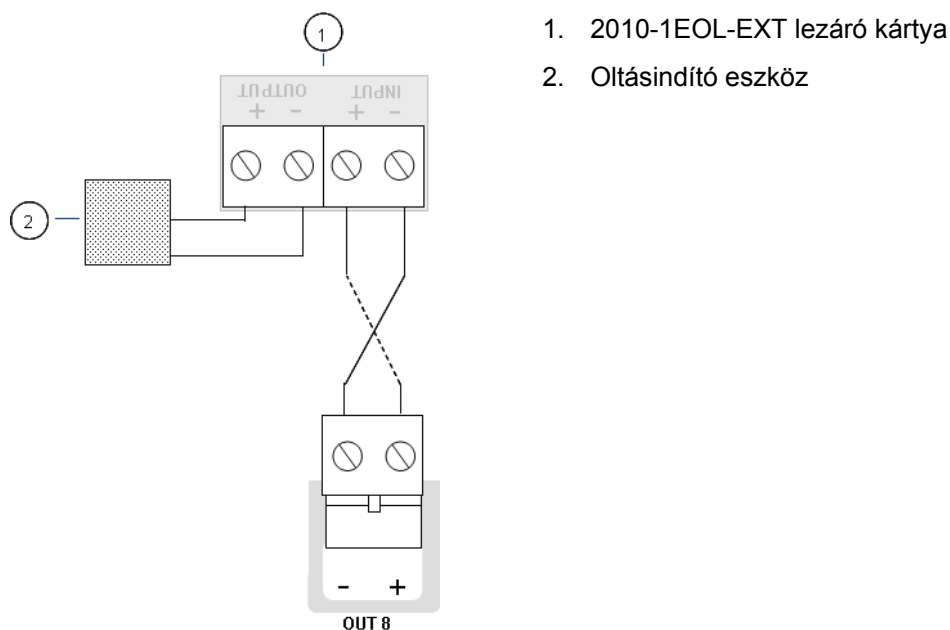 1
OUTPUT INPUT
+ - + -
2
- +
OUT 8
1. 2010-1EOL-EXT lezáró kártya
2. Oltásindító eszköz